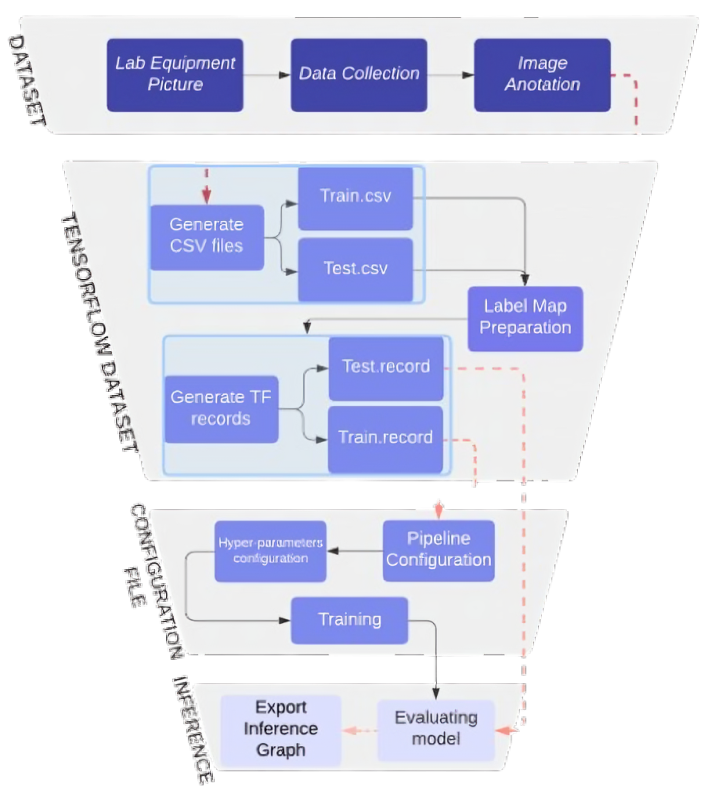 DATASET
Lab Equipment
Picture
Data Collection
Image
Anotation
TENSORFLOW DATASET
Generate
CSV files
Train.csv
Test.csv
Label Map
Preparation
Generate TF
records
Test.record
Train.record
CONFIGURATION
FILE
Hyper-parameters
configuration
Pipeline
Configuration
Training
INFERENCE
Export
Inference
Graph
Evaluating
model